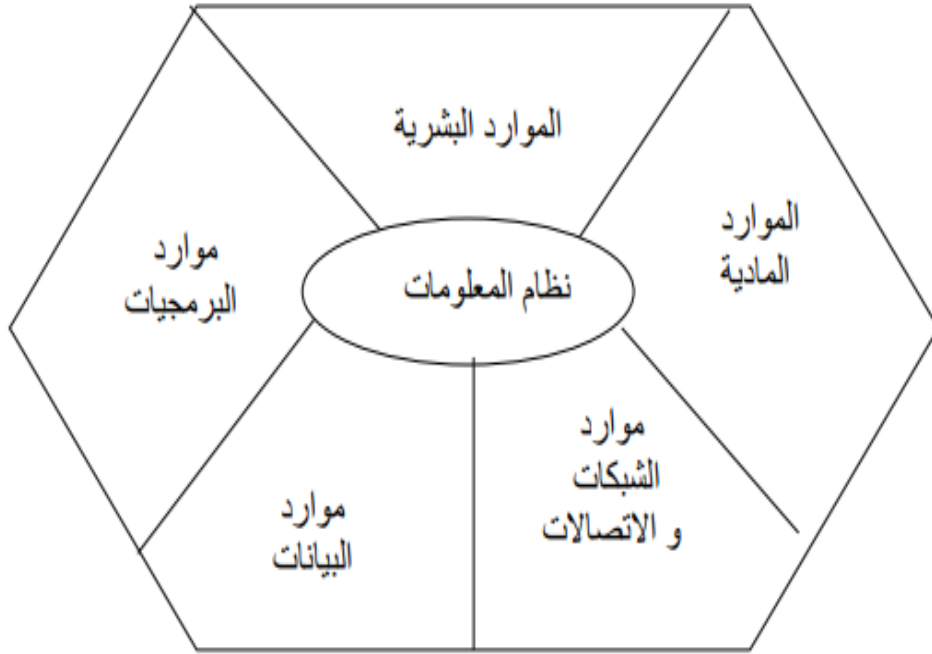 الموارد البشرية
الموارد
المادية
موارد
البرمجيات
نظام المعلومات
موارد
الشبكات
و الاتصالات
موارد
البيانات